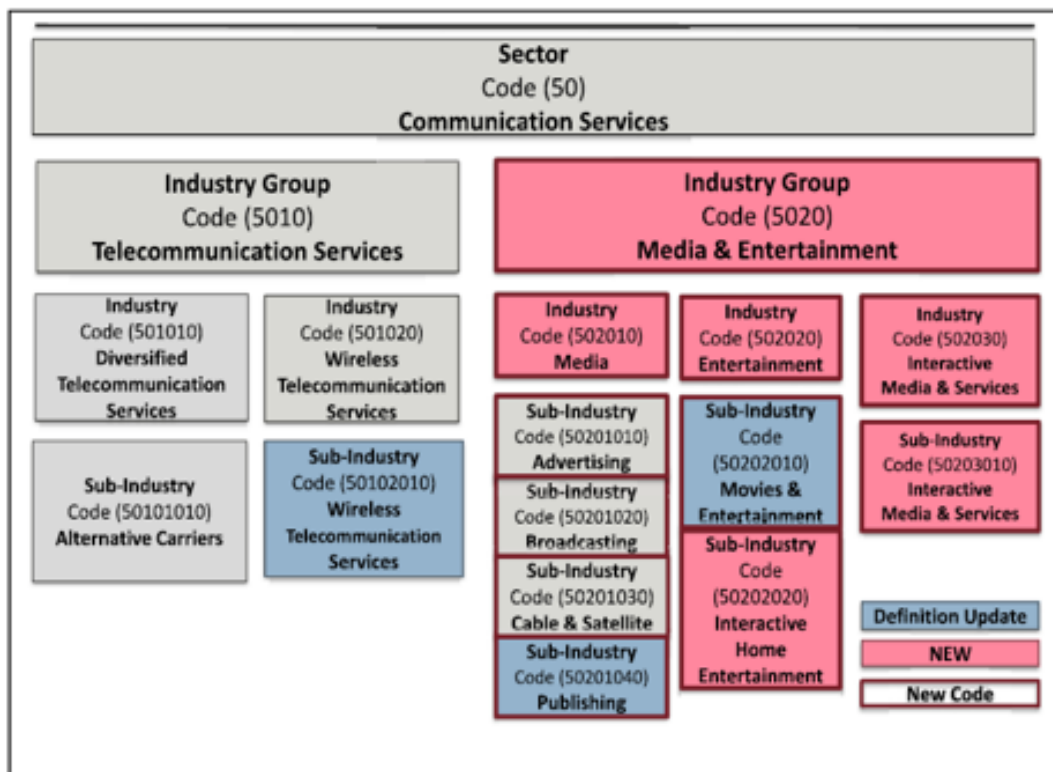 Sector
Code (50)
Communication Services
Industry Group
Code (5010)
Telecommunication Services
Industry Group
Code (5020)
Media & Entertainment
Industry
Code (501010)
Diversified
Telecommunication
Services
Industry
Code (501020)
Wireless
Telecommunication
Services
Industry
Code (502010)
Media
Industry
Code (502020)
Entertainment
Industry
Code (502030)
Interactive
Media & Services
Sub-Industry
Code (50101010)
Alternative Carriers
Sub-Industry
Code (50102010)
Wireless
Telecommunication
Services
Sub-Industry
Code (50201010)
Advertising
Sub-Industry
Code (50201020)
Broadcasting
Sub-Industry
Code (50201030)
Cable & Satellite
Sub-Industry
Code (50201040)
Publishing
Sub-Industry
Code
(50202010)
Movies &
Entertainment
Sub-Industry
Code
(50202020)
Interactive
Home
Entertainment
Sub-Industry
Code (50203010)
Interactive
Media & Services
Definition Update
NEW
New Code